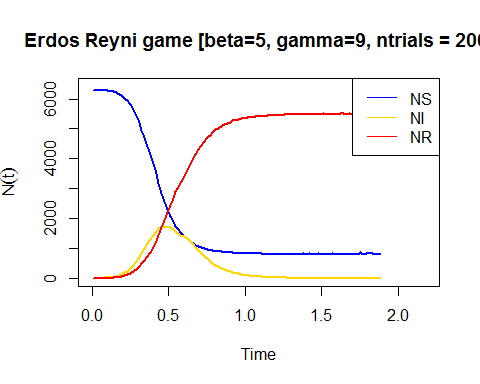 Erdos Reyni game [beta=5, gamma=9, ntrials = 200
NS
NI
NR
N(t)
6000
4000
2000
0
0.0 0.5 1.0 1.5 2.0
Time